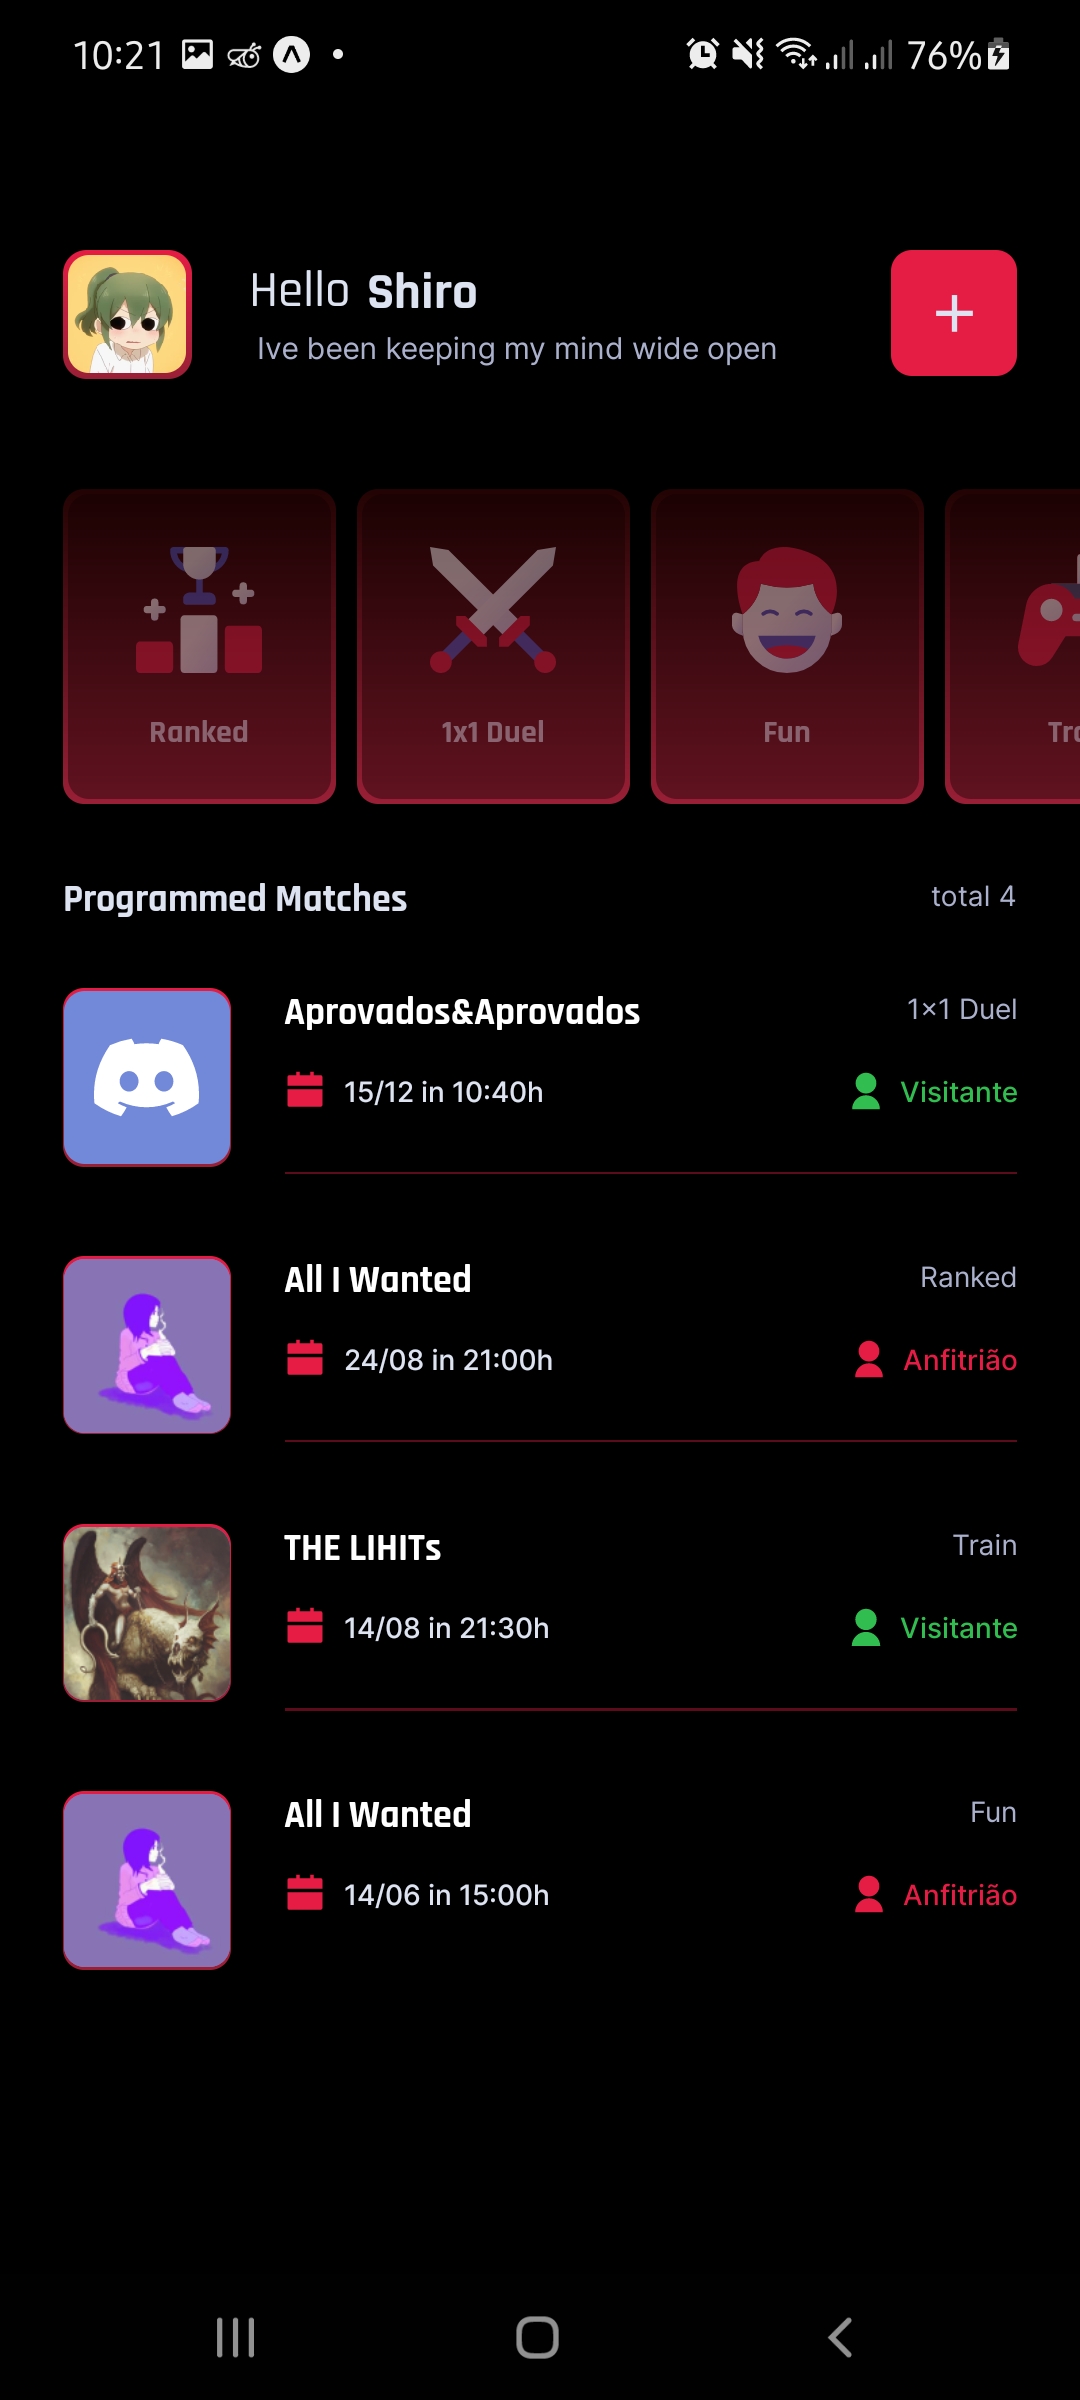 10:21
76%
Hello Shiro
Ive been keeping my mind wide open
Ranked
1x1 Duel
Fun
Programmed Matches
total 4
Aprovados&Aprovados
1×1 Duel
15/12 in 10:40h
Visitante
All I Wanted
Ranked
24/08 in 21:00h
Anfitrião
THE LIHITs
Train
14/08 in 21:30h
Visitante
All I Wanted
Fun
14/06 in 15:00h
Anfitrião